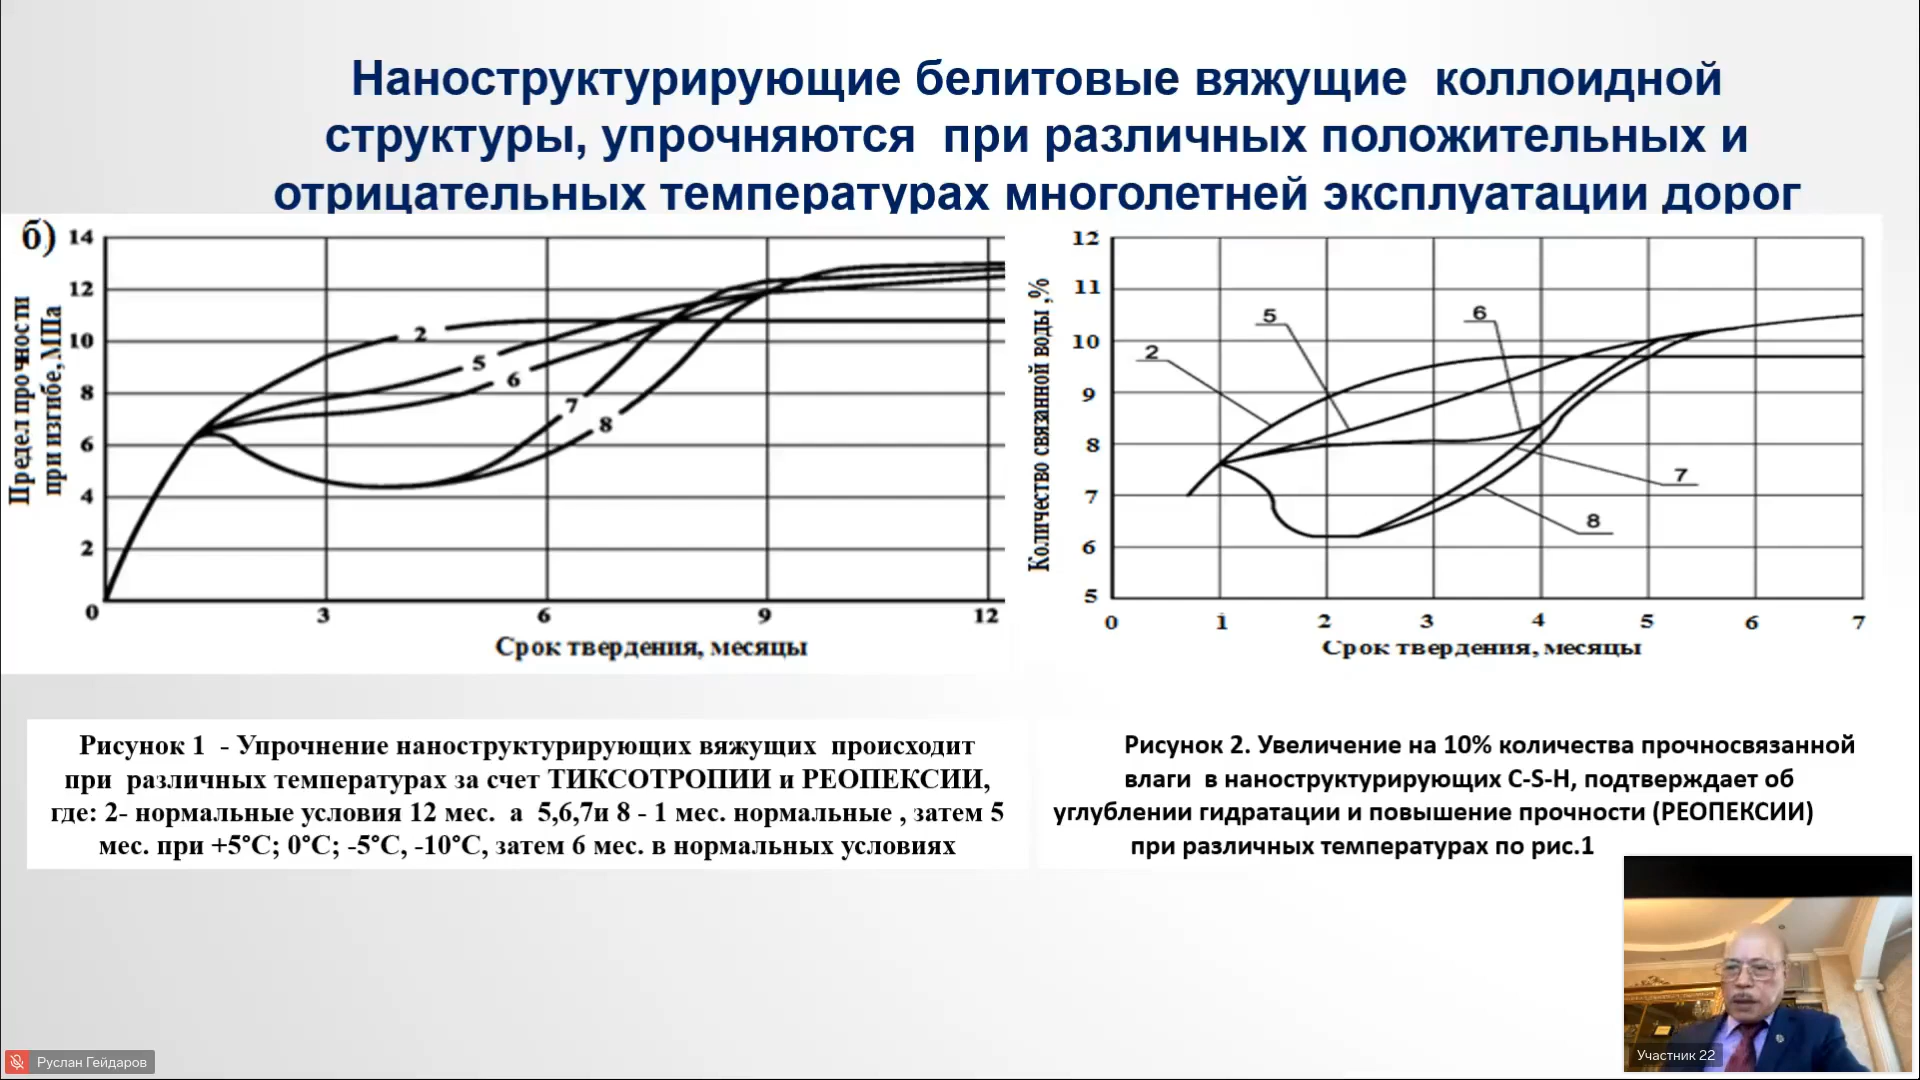 Наноструктурирующие белитовые вяжущие коллоидной
структуры, упрочняются при различных положительных и
отрицательных температурах многолетней эксплуатации дорог
б)
14
12
10
8
6
4
2
0
3
6
9
12
2
5
6
7
8
Предел прочности
при изгибе, МПа
Срок твердения, месяцы
12
11
10
9
8
7
6
5
0
1
2
3
4
5
6
7
2
5
6
7
8
Количество связанной воды ,%
Срок твердения, месяцы
Рисунок 1 - Упрочнение наноструктурирующих вяжущих происходит
при различных температурах за счет ТИКСОТРОПИИ и РЕОПЕКСИИ,
где: 2- нормальные условия 12 мес. а 5,6,7и 8 - 1 мес. нормальные , затем 5
мес. при +5°С; 0°С; -5°С, -10°С, затем 6 мес. в нормальных условиях
Рисунок 2. Увеличение на 10% количества прочносвязанной
влаги в наноструктурирующих C-S-H, подтверждает об
углублении гидратации и повышение прочности (РЕОПЕКСИИ)
при различных температурах по рис.1
Руслан Гейдаров
Участник 22